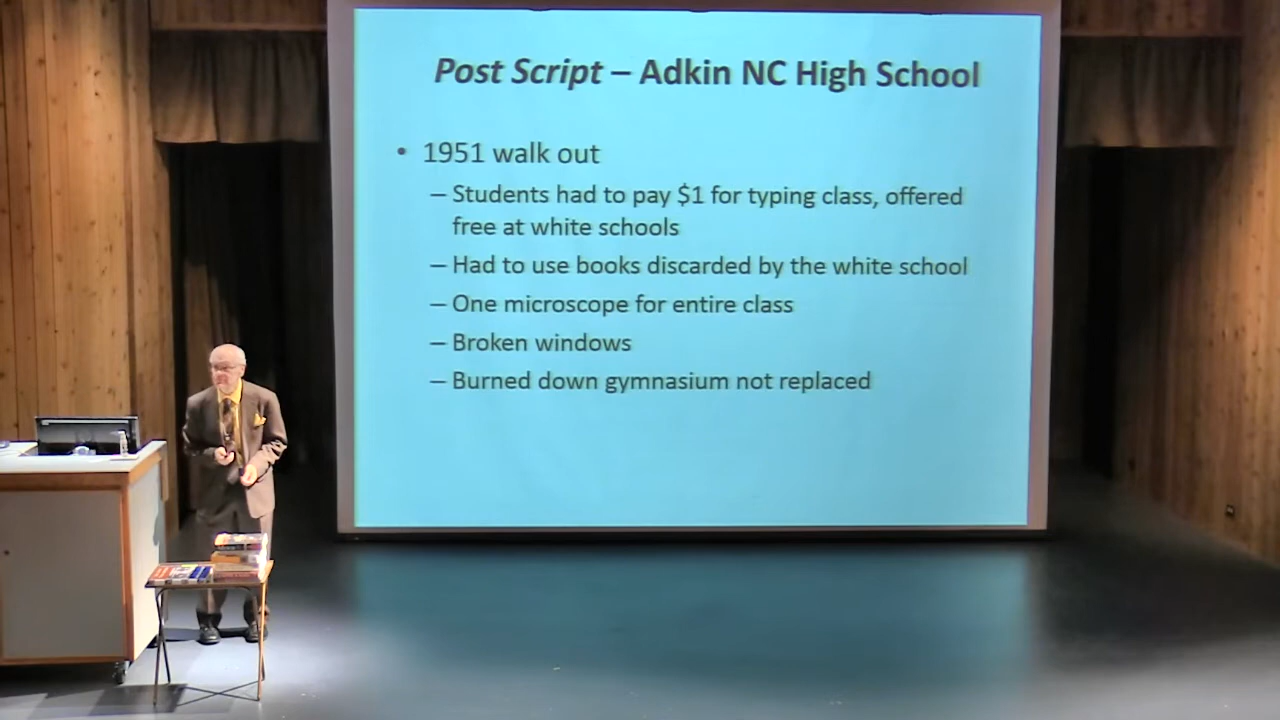 Post Script – Adkin NC High School
• 1951 walk out
– Students had to pay $1 for typing class, offered
free at white schools
– Had to use books discarded by the white school
– One microscope for entire class
– Broken windows
– Burned down gymnasium not replaced